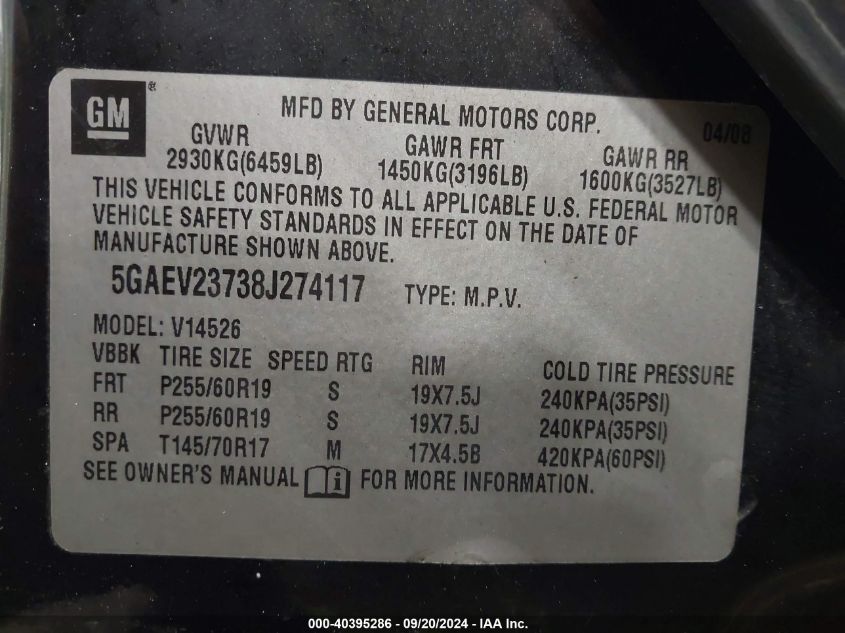 GM ®
MFD BY GENERAL MOTORS CORP. 04/08
GVWR GAWR FRT GAWR RR
2930KG(6459LB) 1450KG(3196LB) 1600KG(3527LB)
THIS VEHICLE CONFORMS TO ALL APPLICABLE U.S. FEDERAL MOTOR
VEHICLE SAFETY STANDARDS IN EFFECT ON THE DATE OF
MANUFACTURE SHOWN ABOVE.
5GAEV23738J274117 TYPE: M.P.V.
MODEL: V14526
VBBK TIRE SIZE SPEED RTG RIM COLD TIRE PRESSURE
FRT P255/60R19 S 19X7.5J 240KPA(35PSI)
RR P255/60R19 S 19X7.5J 240KPA(35PSI)
SPA T145/70R17 M 17X4.5B 420KPA(60PSI)
SEE OWNER'S MANUAL i FOR MORE INFORMATION.
000-40395286 - 09/20/2024 - IAA Inc.